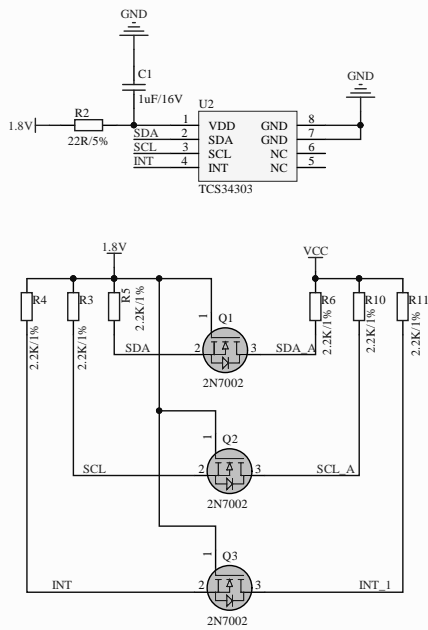 GND
C1
1uF/16V
GND
U2
R2
1.8V
22R/5%
1 VDD GND 8
SDA 2 SDA GND 7
SCL 3 SCL NC 6
INT 4 INT NC 5
TCS34303
1.8V
VCC
R4
2.2K/1%
R3
2.2K/1%
R5
2.2K/1%
R6
2.2K/1%
R10
2.2K/1%
R11
2.2K/1%
Q1
1
SDA 2 3 SDA_A
2N7002
Q2
1
SCL 2 3 SCL_A
2N7002
Q3
1
INT 2 3 INT_1
2N7002